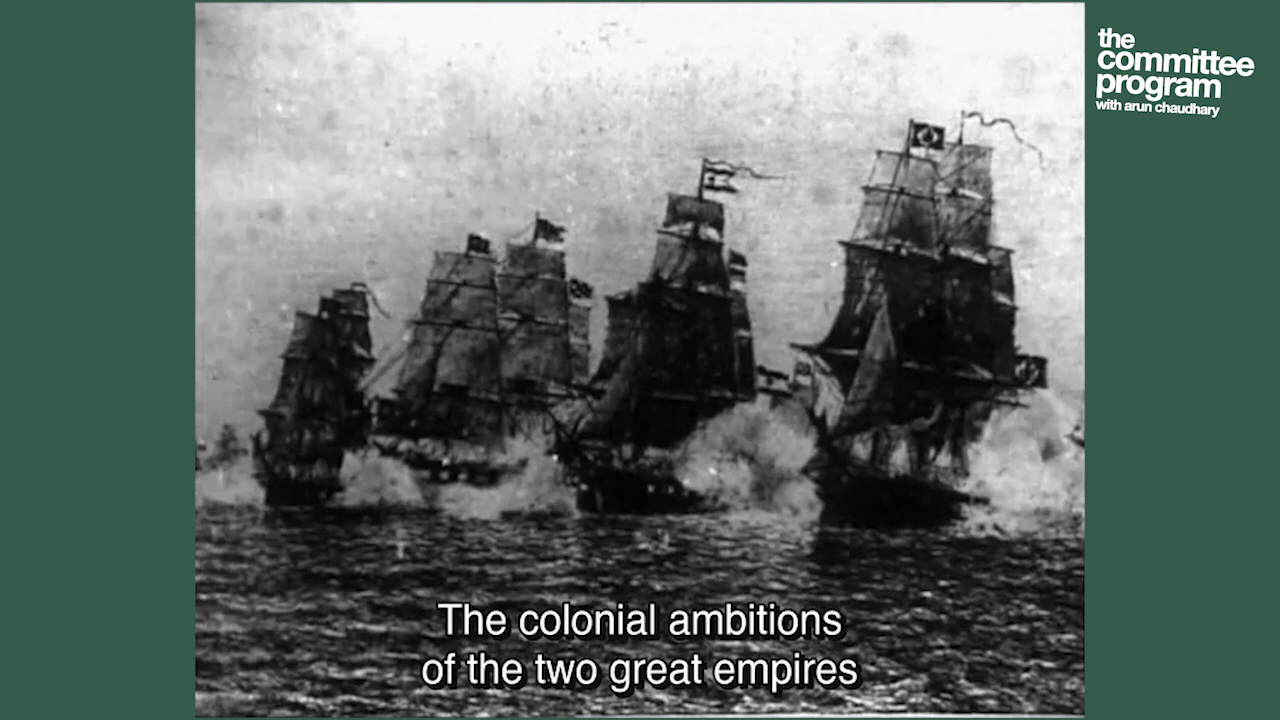 the
committee
program
with arun chaudhary
The colonial ambitions
of the two great empires